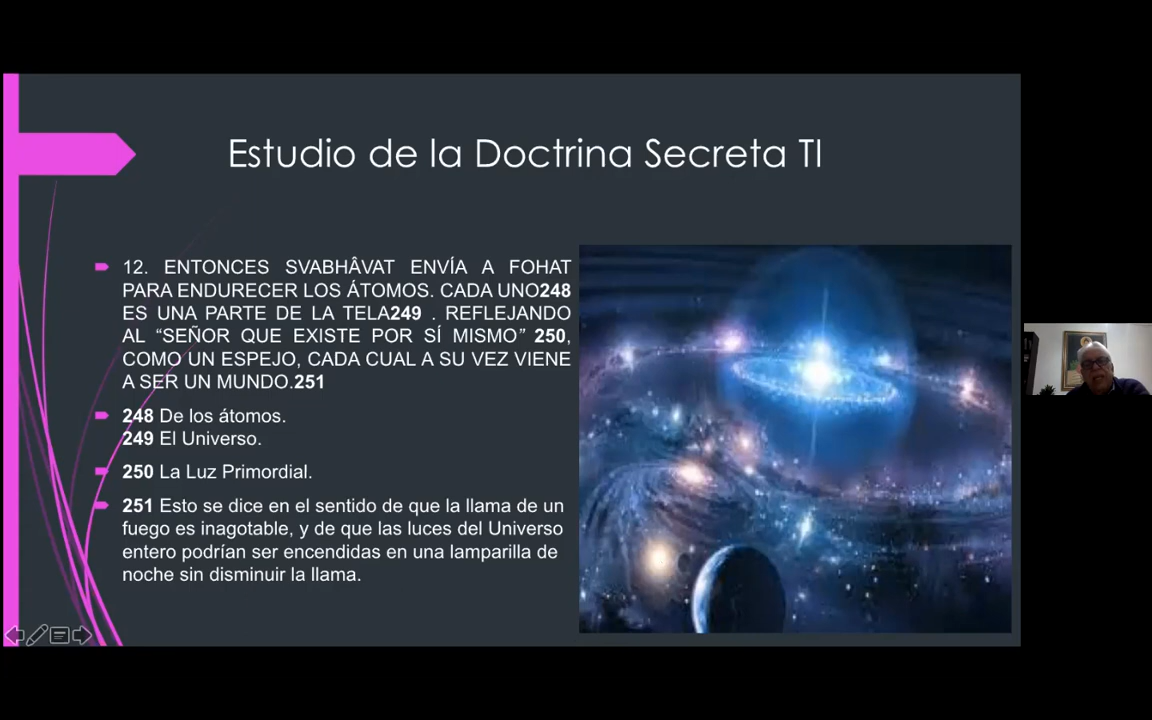 Estudio de la Doctrina Secreta TI
12. ENTONCES SVABHÂVAT ENVÍA A FOHAT
PARA ENDURECER LOS ÁTOMOS. CADA UNO248
ES UNA PARTE DE LA TELA249 . REFLEJANDO
AL “SEÑOR QUE EXISTE POR SÍ MISMO” 250,
COMO UN ESPEJO, CADA CUAL A SU VEZ VIENE
A SER UN MUNDO.251
248 De los átomos.
249 El Universo.
250 La Luz Primordial.
251 Esto se dice en el sentido de que la llama de un
fuego es inagotable, y de que las luces del Universo
entero podrían ser encendidas en una lamparilla de
noche sin disminuir la llama.